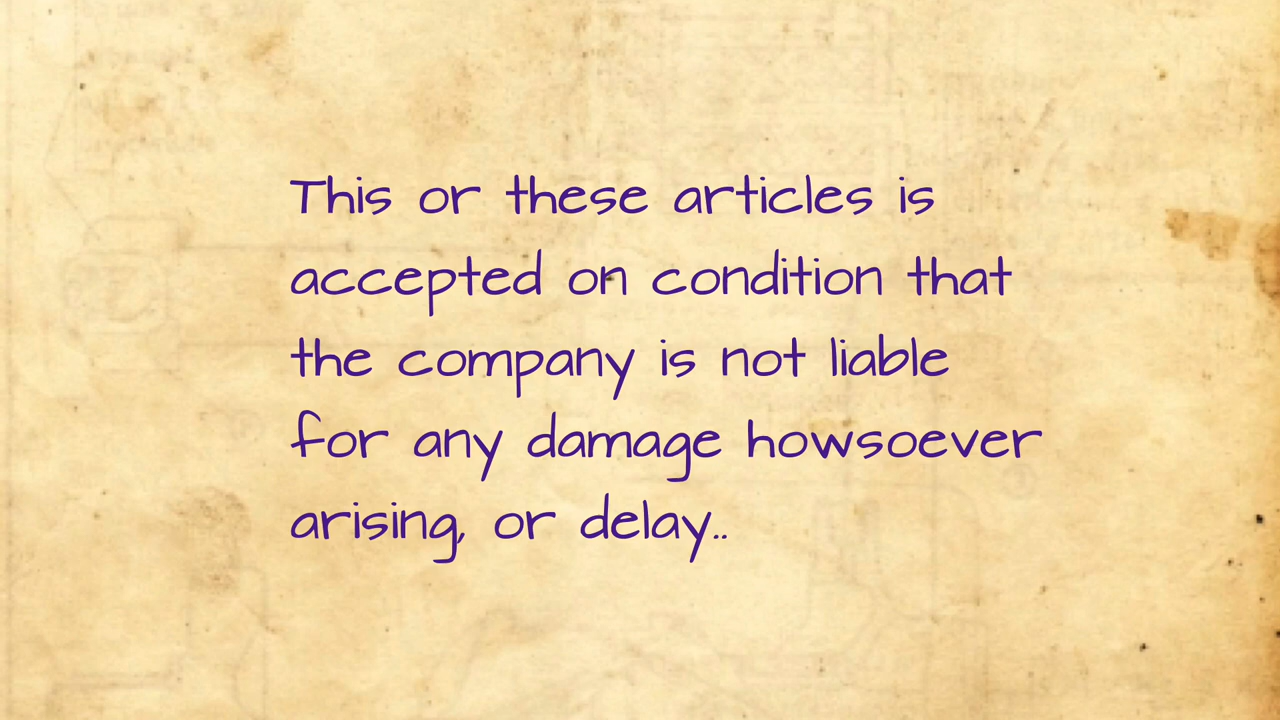 This or these articles is
accepted on condition that
the company is not liable
for any damage howsoever
arising, or delay..